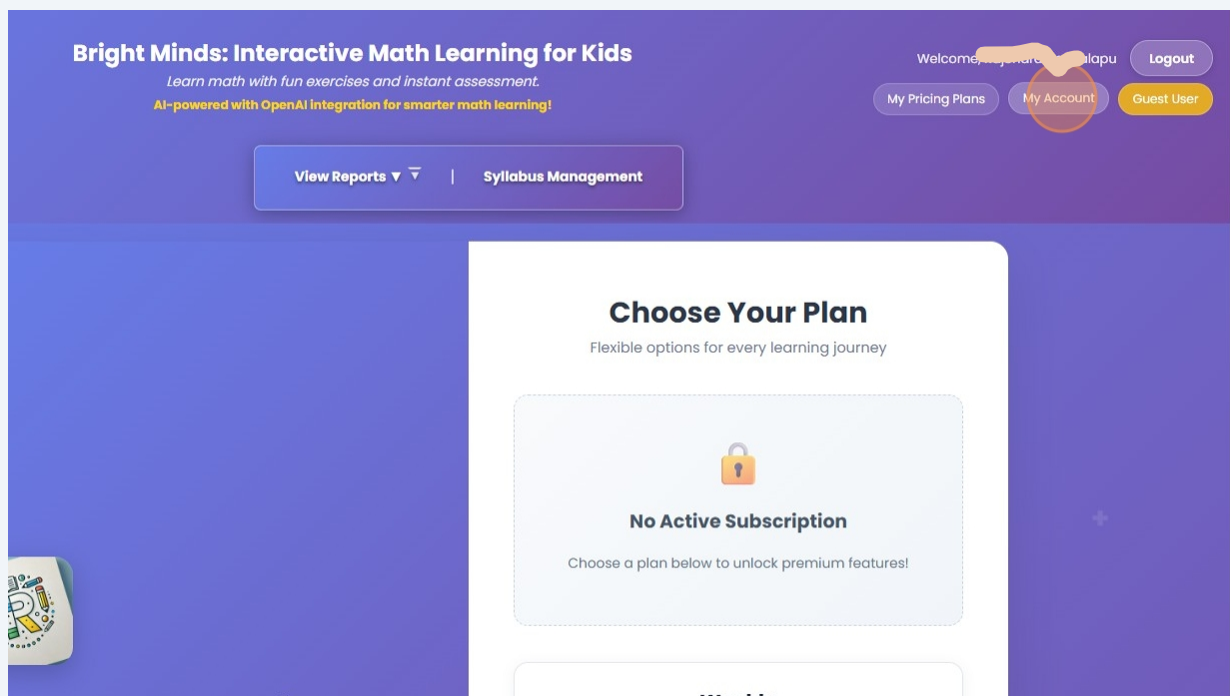 Bright Minds: Interactive Math Learning for Kids
Learn math with fun exercises and instant assessment.
AI-powered with OpenAI integration for smarter math learning!
Welcome,
Logout
My Pricing Plans
My Account
Guest User
View Reports ▼
|
Syllabus Management
Choose Your Plan
Flexible options for every learning journey
No Active Subscription
Choose a plan below to unlock premium features!